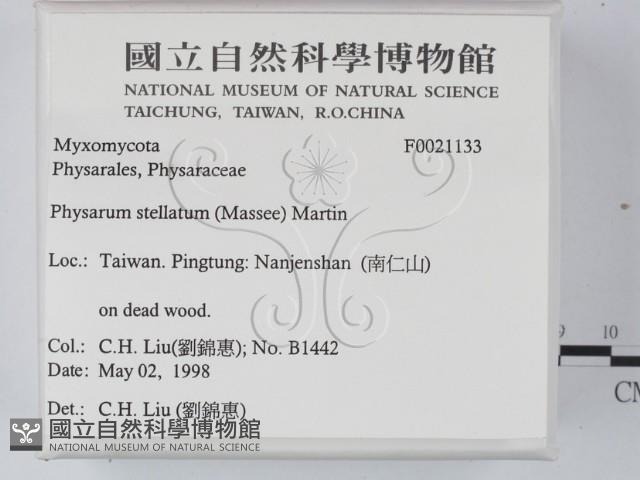 國立自然科學博物館
NATIONAL MUSEUM OF NATURAL SCIENCE
TAICHUNG, TAIWAN, R.O.CHINA
Myxomycota F0021133
Physarales, Physaraceae
Physarum stellatum (Massee) Martin
Loc.: Taiwan. Pingtung: Nanjenshan (南仁山)
on dead wood.
Col.: C.H. Liu(劉錦惠); No. B1442
Date: May 02, 1998
Det.: C.H. Liu (劉錦惠)
國立自然科學博物館
NATIONAL MUSEUM OF NATURAL SCIENCE
9 10
CM